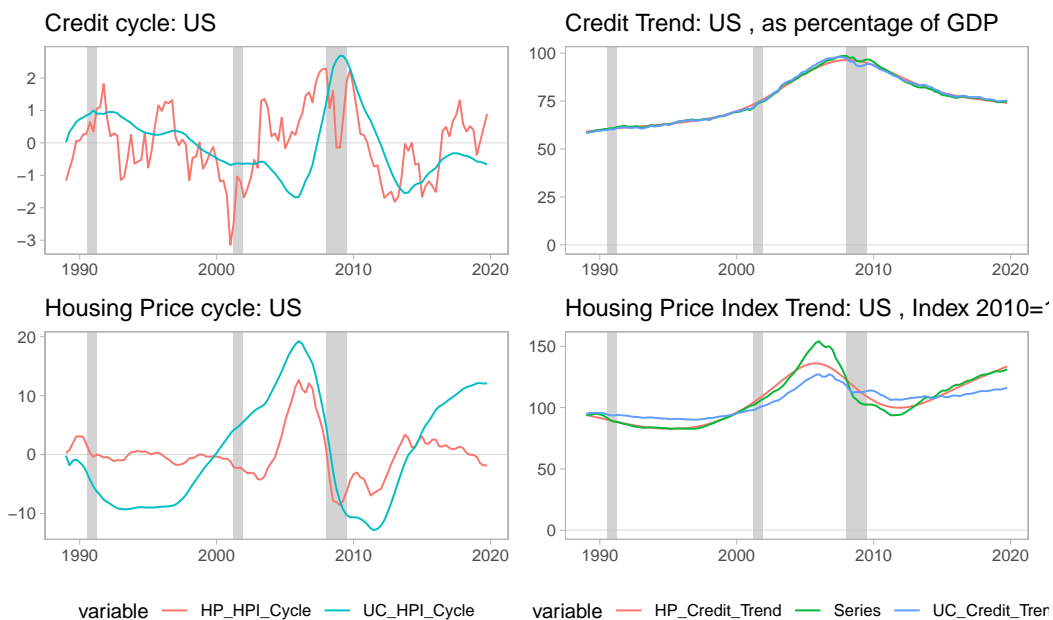 Credit cycle: US
Credit Trend: US , as percentage of GDP
2
1
0
−1
−2
−3
1990 2000 2010 2020
100
75
50
25
0
1990 2000 2010 2020
Housing Price cycle: US
Housing Price Index Trend: US , Index 2010=1
20
10
0
−10
1990 2000 2010 2020
150
100
50
0
1990 2000 2010 2020
variable HP_HPI_Cycle UC_HPI_Cycle
variable HP_Credit_Trend Series UC_Credit_Tren